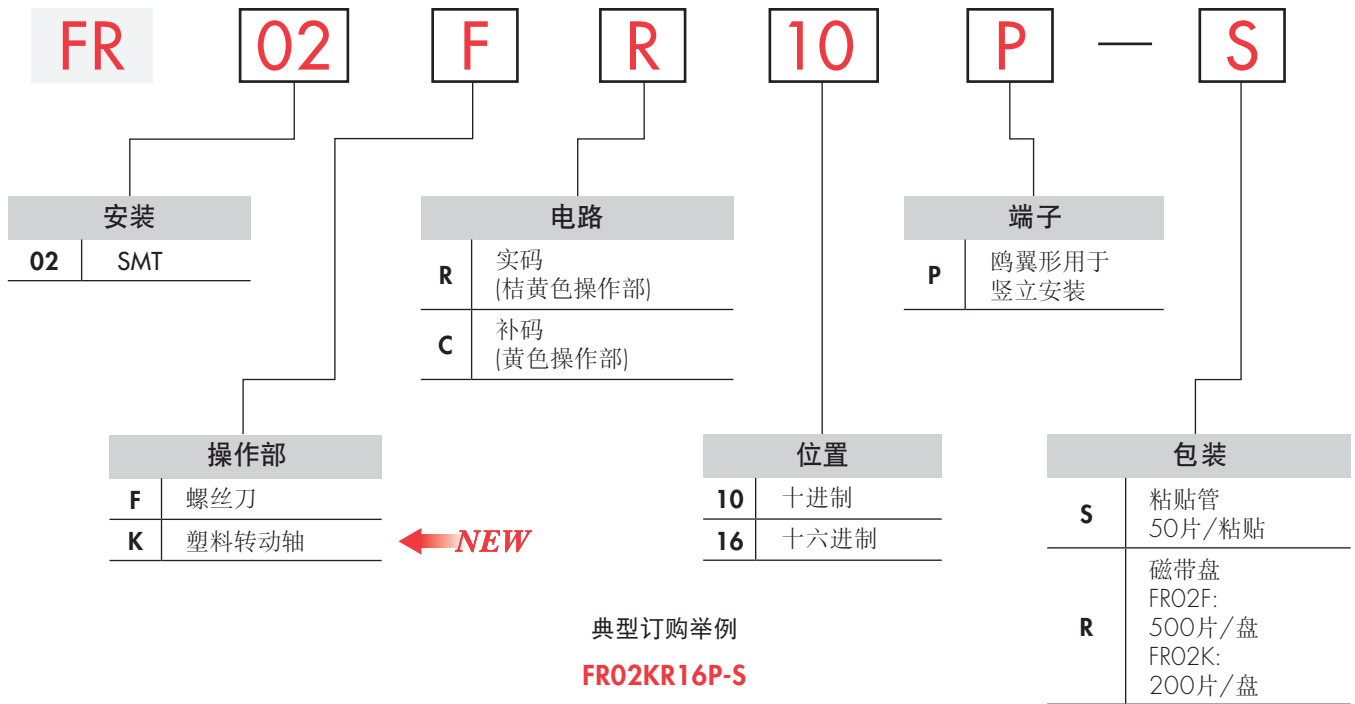 FR 02 F R 10 P — S
安装
02 SMT
电路
R 实码
(桔黄色操作部)
C 补码
(黄色操作部)
端子
P 鸥翼形用于
竖立安装
操作部
F 螺丝刀
K 塑料转动轴
NEW
位置
10 十进制
16 十六进制
包装
S 粘贴管
50片/粘贴
R 磁带盘
FR02F:
500片/盘
FR02K:
200片/盘
典型订购举例
FR02KR16P-S